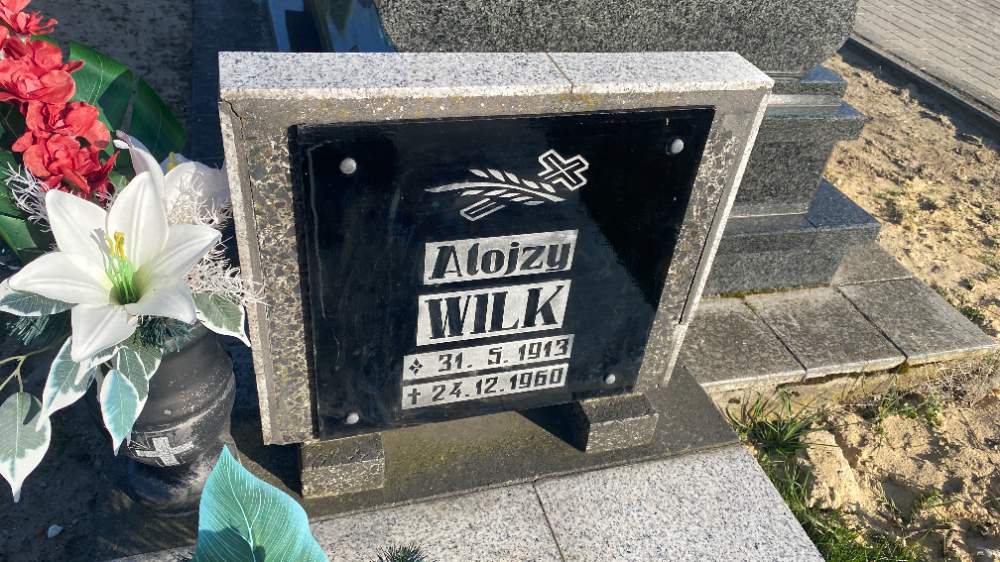 Alojzy
WILK
✣ 31. 5. 1913
† 24. 12. 1960